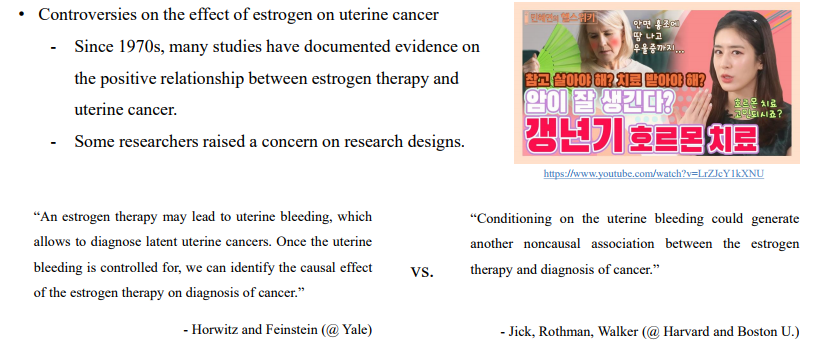 • Controversies on the effect of estrogen on uterine cancer
- Since 1970s, many studies have documented evidence on
the positive relationship between estrogen therapy and
uterine cancer.
- Some researchers raised a concern on research designs.
안면 홍조에
땀 나고
우울증까지...
참고 살아야 해? 치료 받아야 해?
암이 잘 생긴다?
호르몬 치료
고민되시죠?
갱년기 호르몬 치료
https://www.youtube.com/watch?v=LrZJcY1kXNU
“An estrogen therapy may lead to uterine bleeding, which
allows to diagnose latent uterine cancers. Once the uterine
bleeding is controlled for, we can identify the causal effect
of the estrogen therapy on diagnosis of cancer.”
- Horwitz and Feinstein (@ Yale)
vs.
“Conditioning on the uterine bleeding could generate
another noncausal association between the estrogen
therapy and diagnosis of cancer.”
- Jick, Rothman, Walker (@ Harvard and Boston U.)